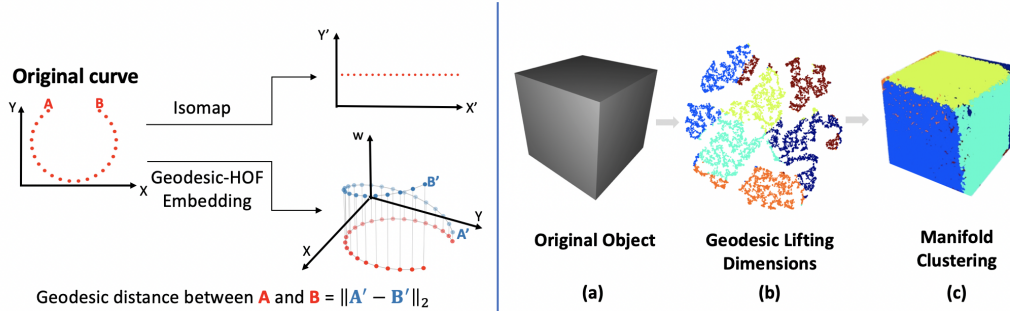 Original curve
Y
A
B
X
Isomap
Geodesic-HOF
Embedding
Y'
X'
W
B'
Y
A'
X
Geodesic distance between A and B = ||A' − B'||₂
Original Object
Geodesic Lifting
Dimensions
Manifold
Clustering
(a)
(b)
(c)